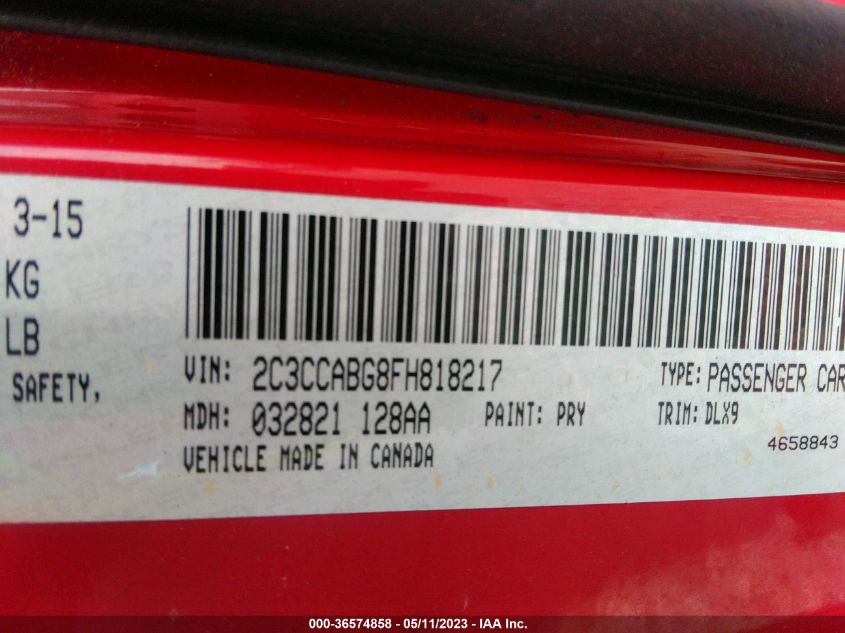 3-15
KG
LB
SAFETY,
VIN: 2C3CCABG8FH818217 TYPE: PASSENGER CAR
MDH: 032821 128AA PAINT: PRY TRIM: DLX9
VEHICLE MADE IN CANADA 4658843
000-36574858 - 05/11/2023 - IAA Inc.